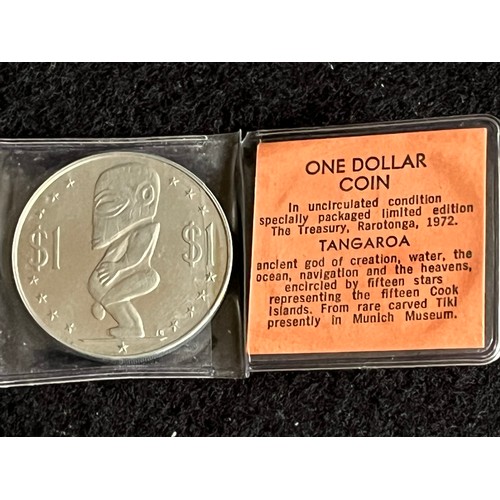 $1 $1
ONE DOLLAR
COIN
In uncirculated condition
specially packaged limited edition
The Treasury, Rarotonga, 1972.
TANGAROA
ancient god of creation, water, the
ocean, navigation and the heavens,
encircled by fifteen stars
representing the fifteen Cook
Islands. From rare carved Tiki
presently in Munich Museum.